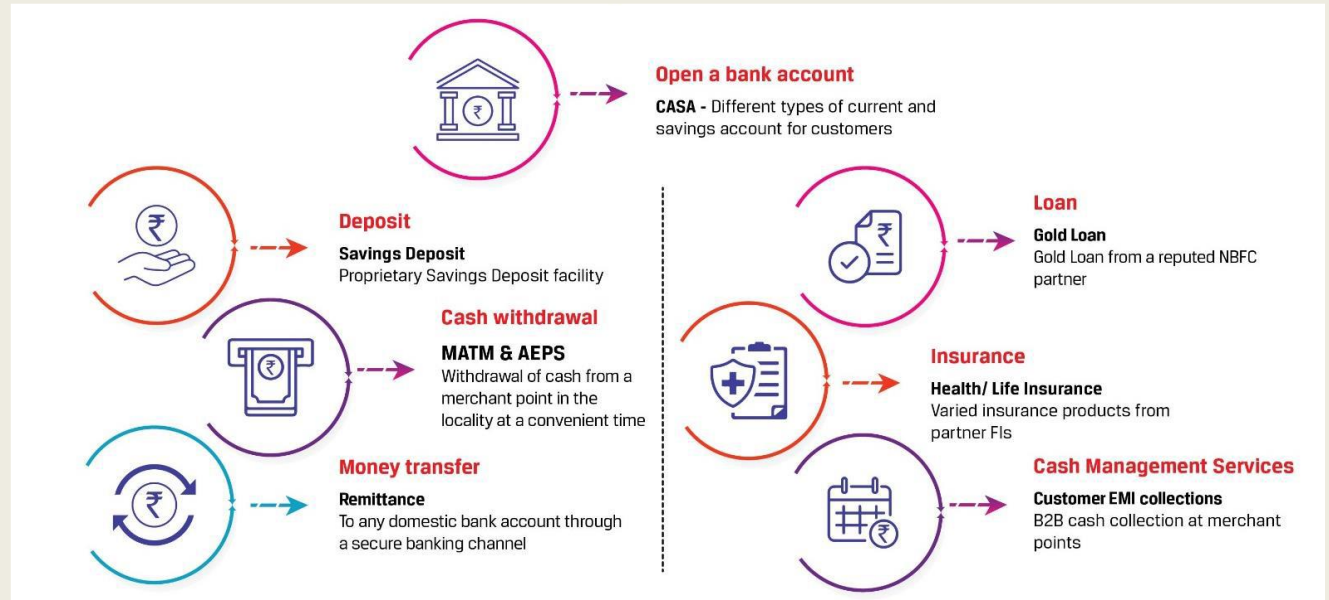 Open a bank account
CASA - Different types of current and
savings account for customers
Deposit
Savings Deposit
Proprietary Savings Deposit facility
Cash withdrawal
MATM & AEPS
Withdrawal of cash from a
merchant point in the
locality at a convenient time
Money transfer
Remittance
To any domestic bank account through
a secure banking channel
Loan
Gold Loan
Gold Loan from a reputed NBFC
partner
Insurance
Health/ Life Insurance
Varied insurance products from
partner FIs
Cash Management Services
Customer EMI collections
B2B cash collection at merchant
points